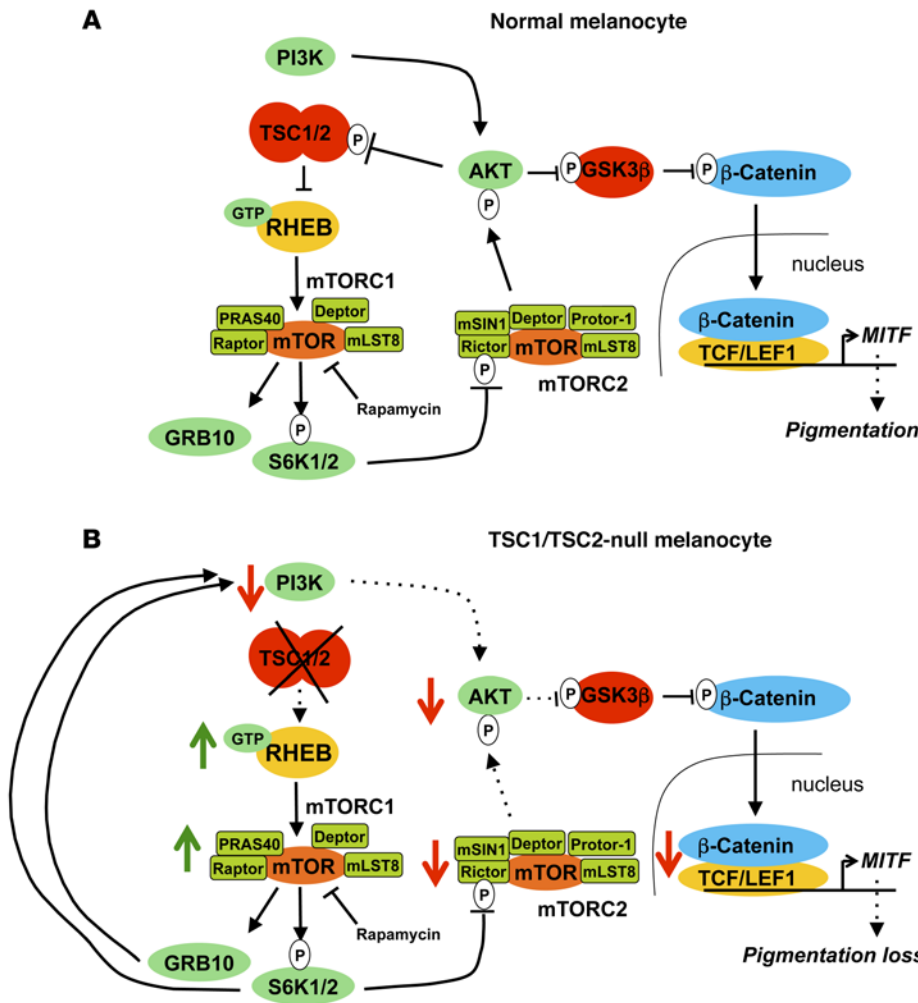 A
Normal melanocyte
PI3K
TSC1/2
P
AKT
P
P
GSK3β
P
β-Catenin
GTP
RHEB
nucleus
mTORC1
PRAS40
Deptor
Raptor
mTOR
mLST8
mSIN1
Deptor
Protor-1
Rictor
mTOR
mLST8
P
mTORC2
β-Catenin
TCF/LEF1
MITF
Rapamycin
Pigmentation
GRB10
P
S6K1/2
B
TSC1/TSC2-null melanocyte
PI3K
TSC1/2
AKT
P
P
GSK3β
P
β-Catenin
GTP
RHEB
nucleus
mTORC1
PRAS40
Deptor
Raptor
mTOR
mLST8
mSIN1
Deptor
Protor-1
Rictor
mTOR
mLST8
P
mTORC2
β-Catenin
TCF/LEF1
MITF
Rapamycin
Pigmentation loss
GRB10
P
S6K1/2